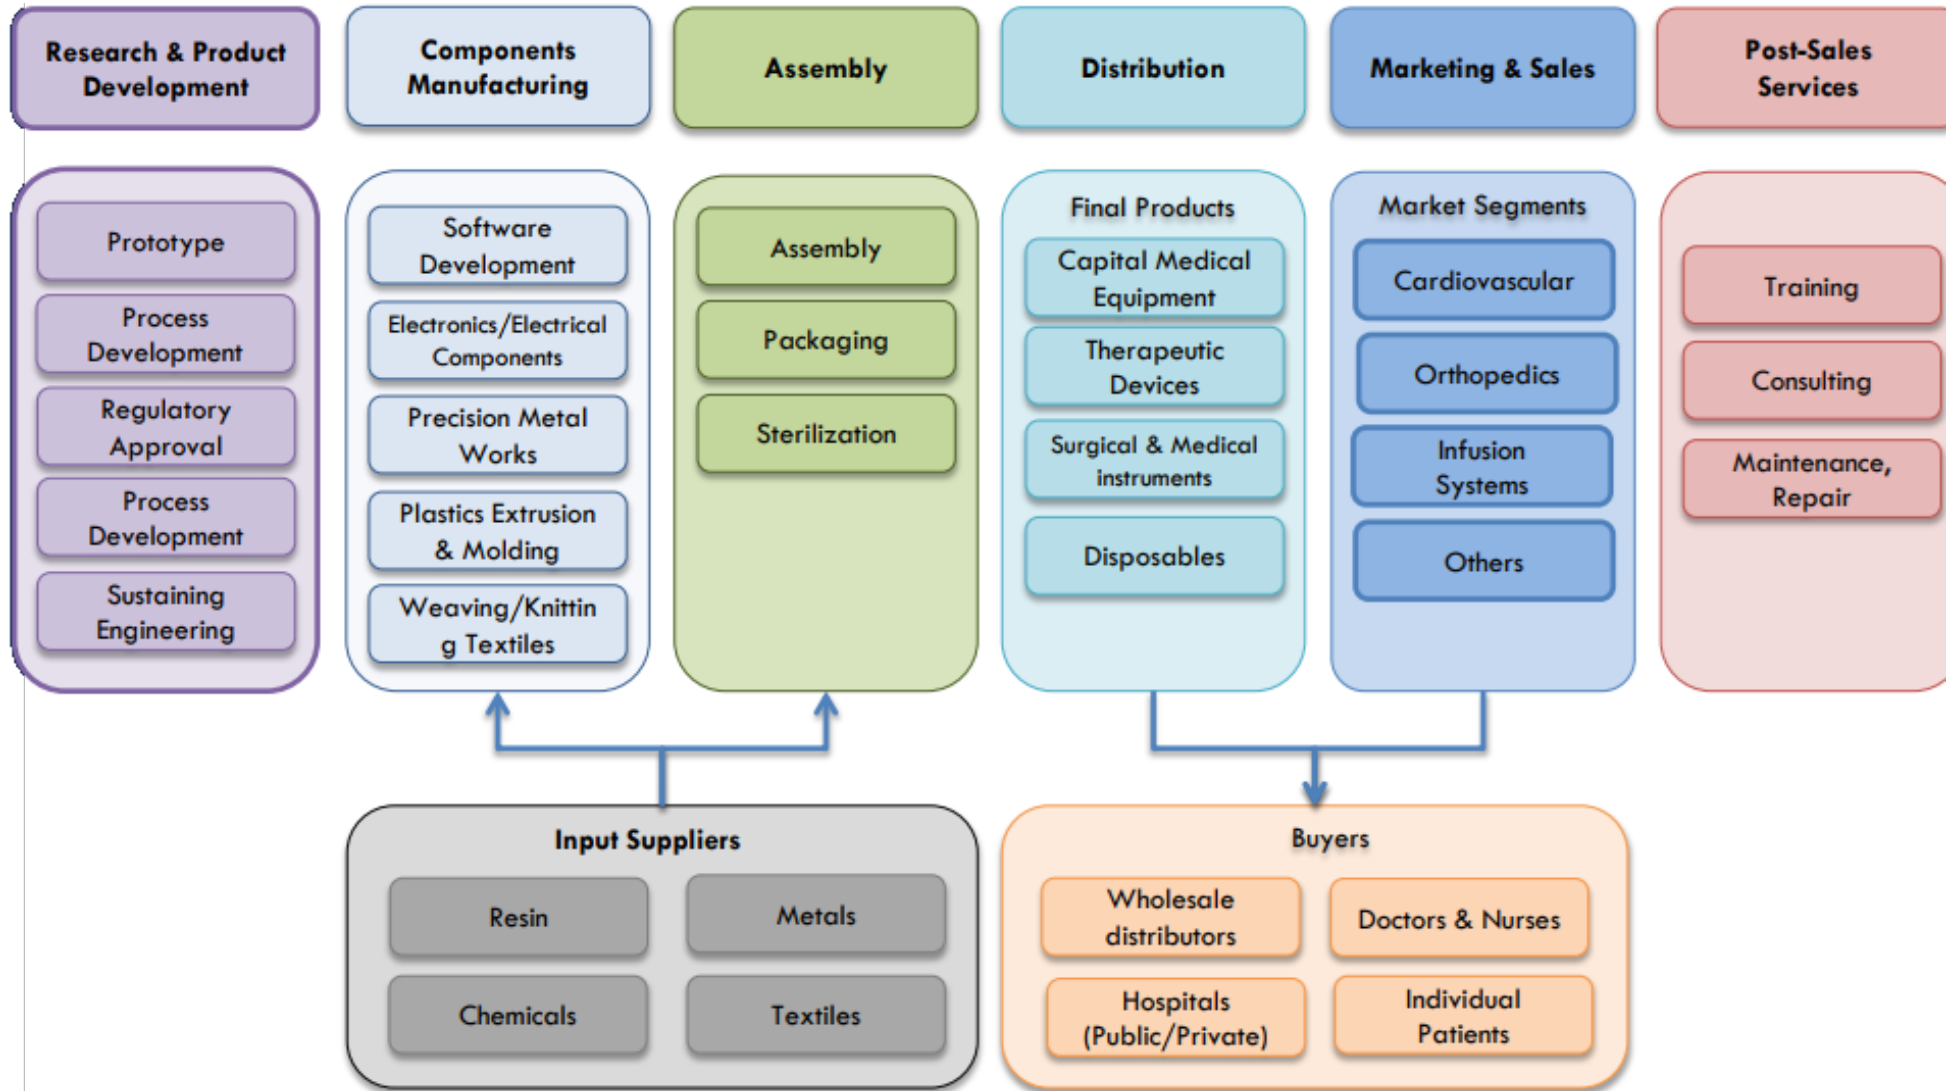 Research & Product
Development
Components
Manufacturing
Assembly
Distribution
Marketing & Sales
Post-Sales
Services
Prototype
Process
Development
Regulatory
Approval
Process
Development
Sustaining
Engineering
Software
Development
Electronics/Electrical
Components
Precision Metal
Works
Plastics Extrusion
& Molding
Weaving/Knittin
g Textiles
Assembly
Packaging
Sterilization
Final Products
Capital Medical
Equipment
Therapeutic
Devices
Surgical & Medical
instruments
Disposables
Market Segments
Cardiovascular
Orthopedics
Infusion
Systems
Others
Training
Consulting
Maintenance,
Repair
Input Suppliers
Resin
Metals
Chemicals
Textiles
Buyers
Wholesale
distributors
Doctors & Nurses
Hospitals
(Public/Private)
Individual
Patients